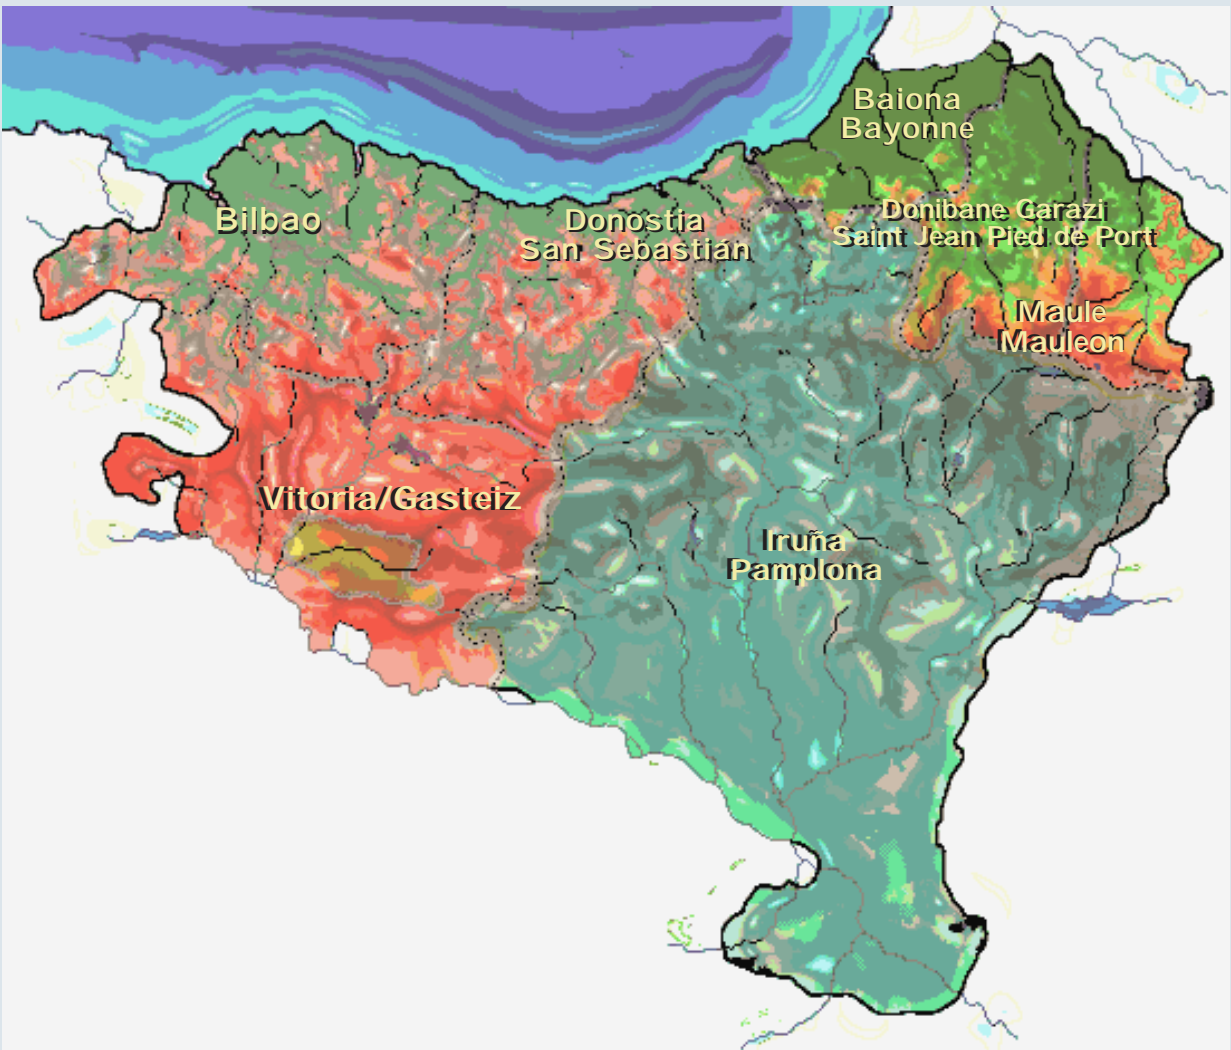 Baiona
Bayonne
Bilbao
Donostia
San Sebastián
Donibane Garazi
Saint Jean Pied de Port
Maule
Mauleon
Vitoria/Gasteiz
Iruña
Pamplona